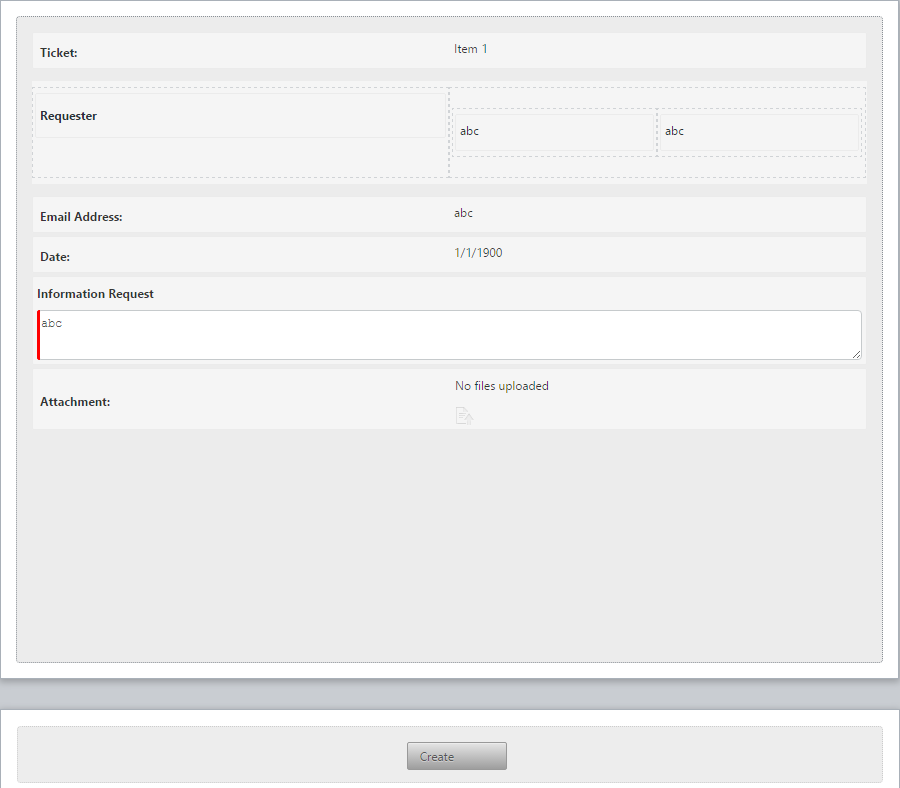 Ticket: Item 1
Requester abc abc
Email Address: abc
Date: 1/1/1900
Information Request
abc
No files uploaded
Attachment:
Create